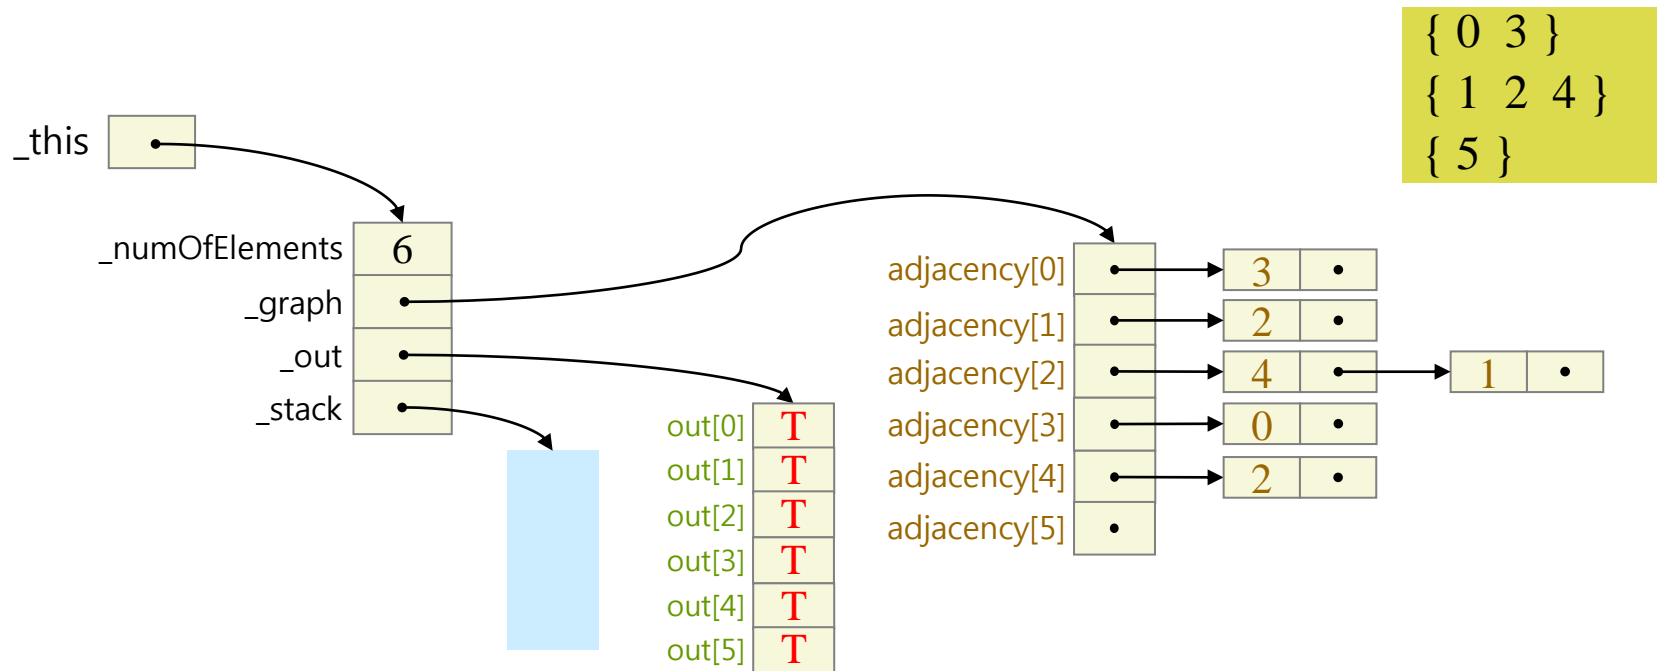 { 0 3 }
{ 1 2 4 }
{ 5 }
_this
_numOfElements 6
_graph
_out
_stack
out[0] T
out[1] T
out[2] T
out[3] T
out[4] T
out[5] T
adjacency[0] 3
adjacency[1] 2
adjacency[2] 4 1
adjacency[3] 0
adjacency[4] 2
adjacency[5]